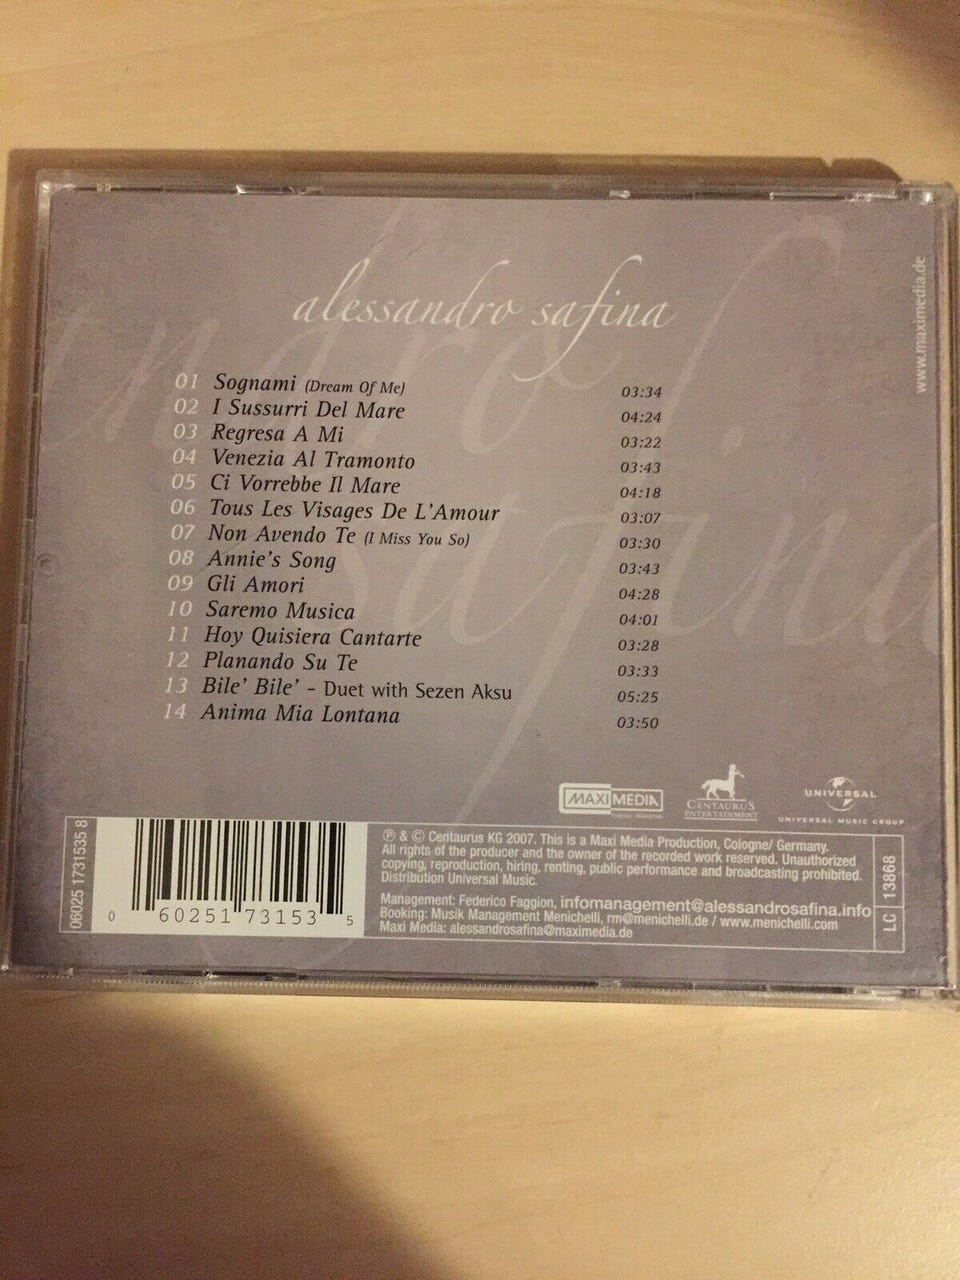 alessandro safina
www.maximedia.de
01 Sognami (Dream Of Me) 03:34
02 I Sussurri Del Mare 04:24
03 Regresa A Mi 03:22
04 Venezia Al Tramonto 03:43
05 Ci Vorrebbe Il Mare 04:18
06 Tous Les Visages De L'Amour 03:07
07 Non Avendo Te (I Miss You So) 03:30
08 Annie's Song 03:43
09 Gli Amori 04:28
10 Saremo Musica 04:01
11 Hoy Quisiera Cantarte 03:28
12 Planando Su Te 03:33
13 Bile' Bile' - Duet with Sezen Aksu 05:25
14 Anima Mia Lontana 03:50
MAXI MEDIA
CENTAURUS
ENTERTAINMENT
UNIVERSAL
UNIVERSAL MUSIC GROUP
06025 1731535 8
0 60251 73153 5
℗ & © Centaurus KG 2007. This is a Maxi Media Production, Cologne/ Germany.
All rights of the producer and the owner of the recorded work reserved. Unauthorized
copying, reproduction, hiring, renting, public performance and broadcasting prohibited.
Distribution Universal Music.
Management: Federico Faggion, infomanagement@alessandrosafina.info
Booking: Musik Management Menichelli, rm@menichelli.de / www.menichelli.com
Maxi Media: alessandrosafina@maximedia.de
LC 13868